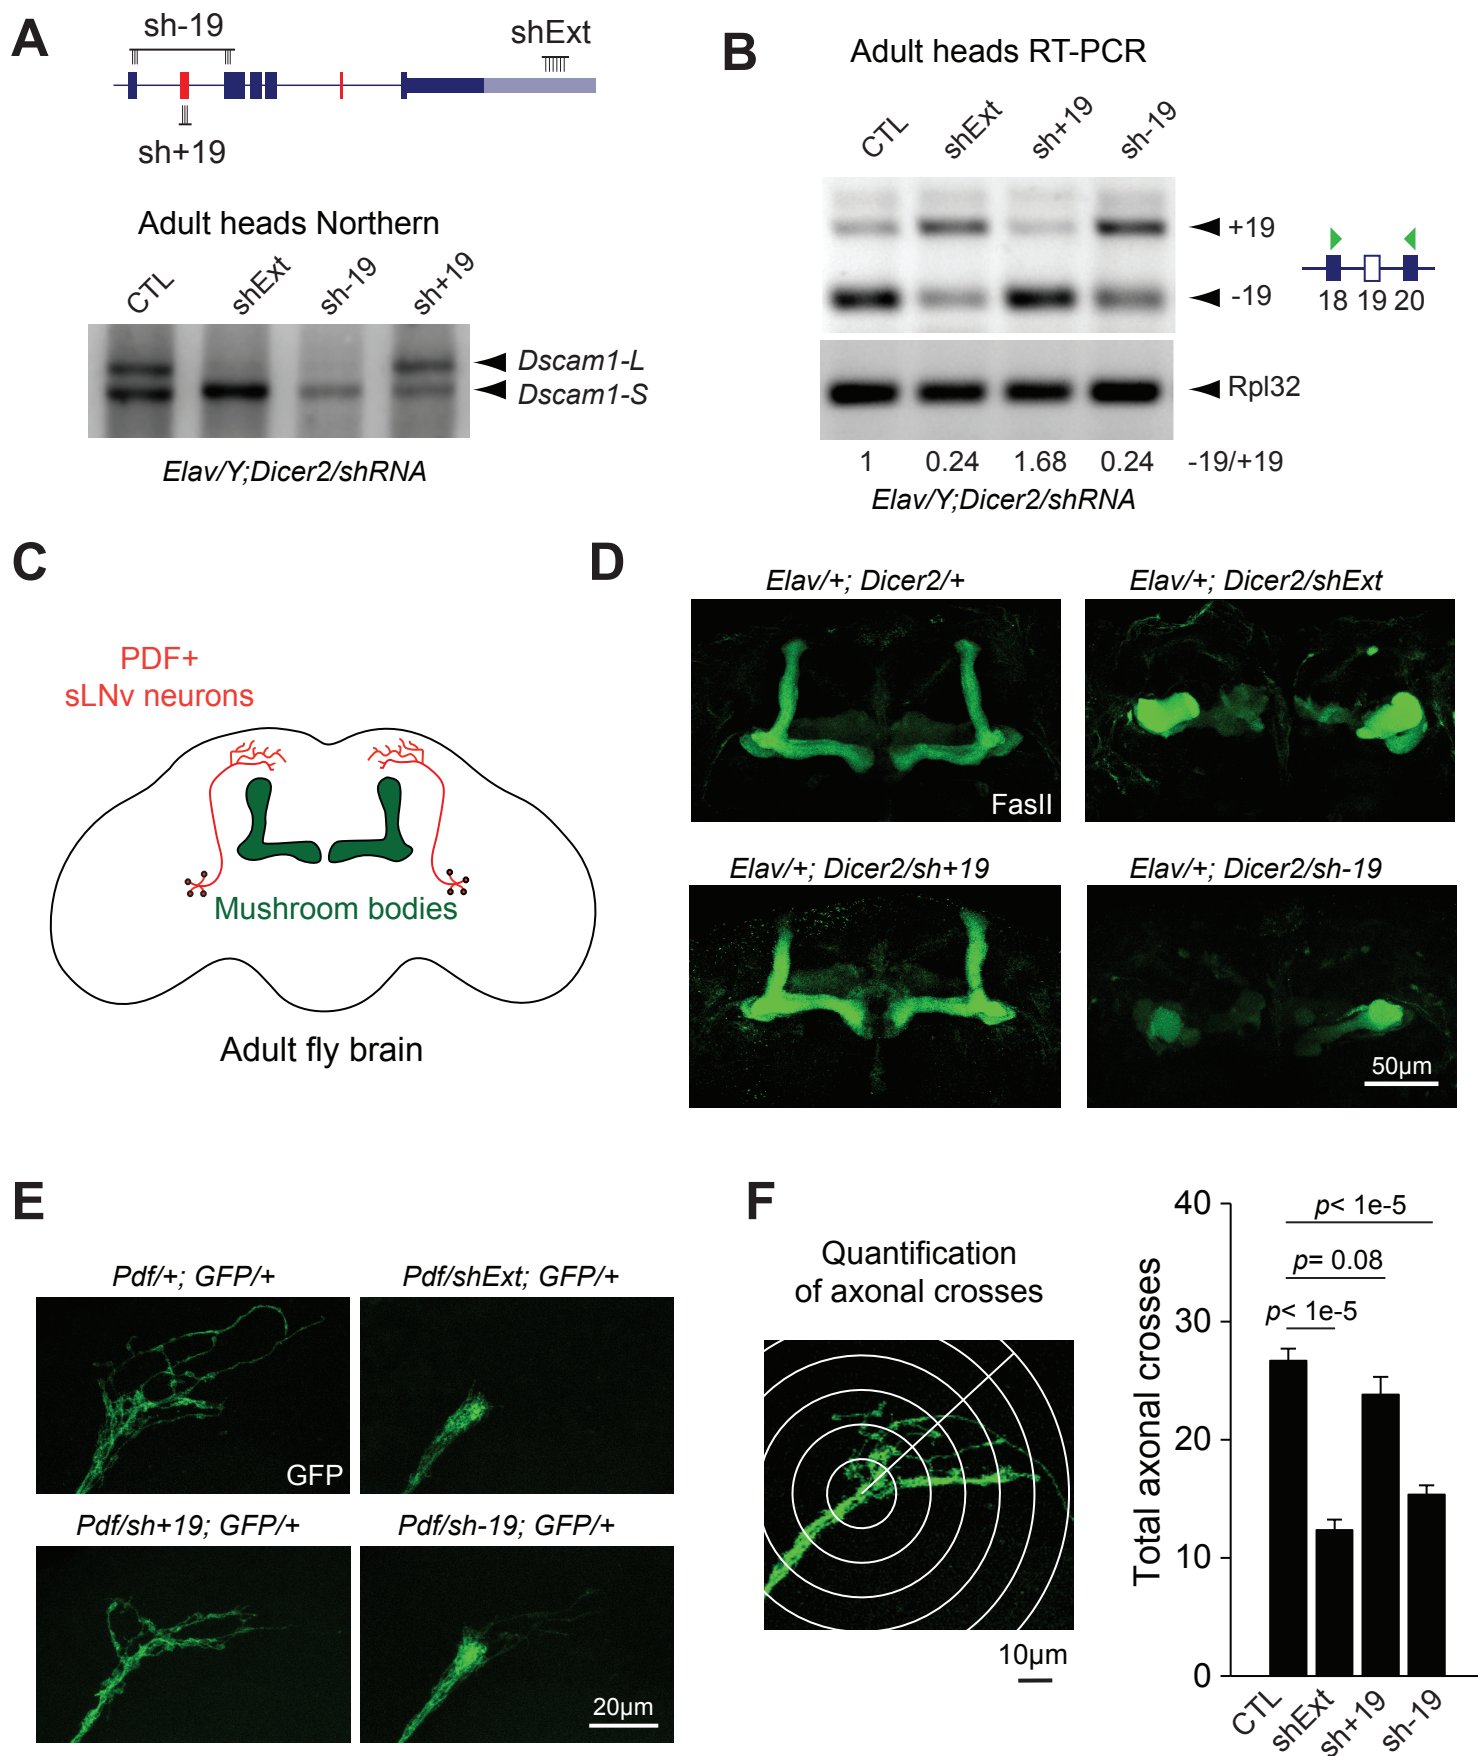 A
sh-19
shExt
sh+19
Adult heads Northern
CTL
shExt
sh-19
sh+19
Dscam1-L
Dscam1-S
Elav/Y;Dicer2/shRNA
B
Adult heads RT-PCR
CTL
shExt
sh+19
sh-19
+19
-19
18 19 20
Rpl32
1 0.24 1.68 0.24 -19/+19
Elav/Y;Dicer2/shRNA
C
PDF+
sLNv neurons
Mushroom bodies
Adult fly brain
D
Elav/+; Dicer2/+
Elav/+; Dicer2/shExt
FasII
Elav/+; Dicer2/sh+19
Elav/+; Dicer2/sh-19
50μm
E
Pdf/+; GFP/+
Pdf/shExt; GFP/+
GFP
Pdf/sh+19; GFP/+
Pdf/sh-19; GFP/+
20μm
F
Quantification
of axonal crosses
10μm
Total axonal crosses
40
30
20
10
0
p< 1e-5
p= 0.08
p< 1e-5
CTL
shExt
sh+19
sh-19